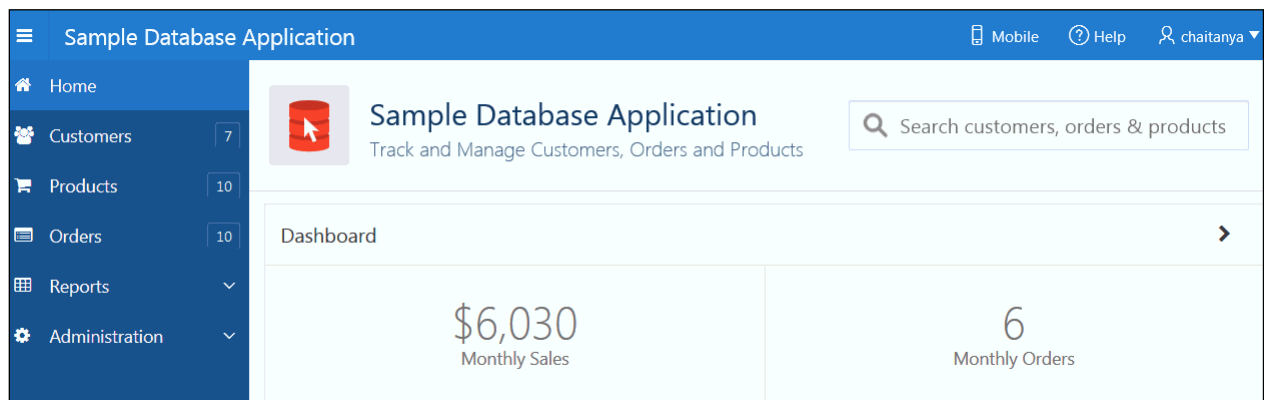 Sample Database Application
Mobile
Help
chaitanya
Home
Customers 7
Products 10
Orders 10
Reports
Administration
Sample Database Application
Track and Manage Customers, Orders and Products
Search customers, orders & products
Dashboard
$6,030
Monthly Sales
6
Monthly Orders